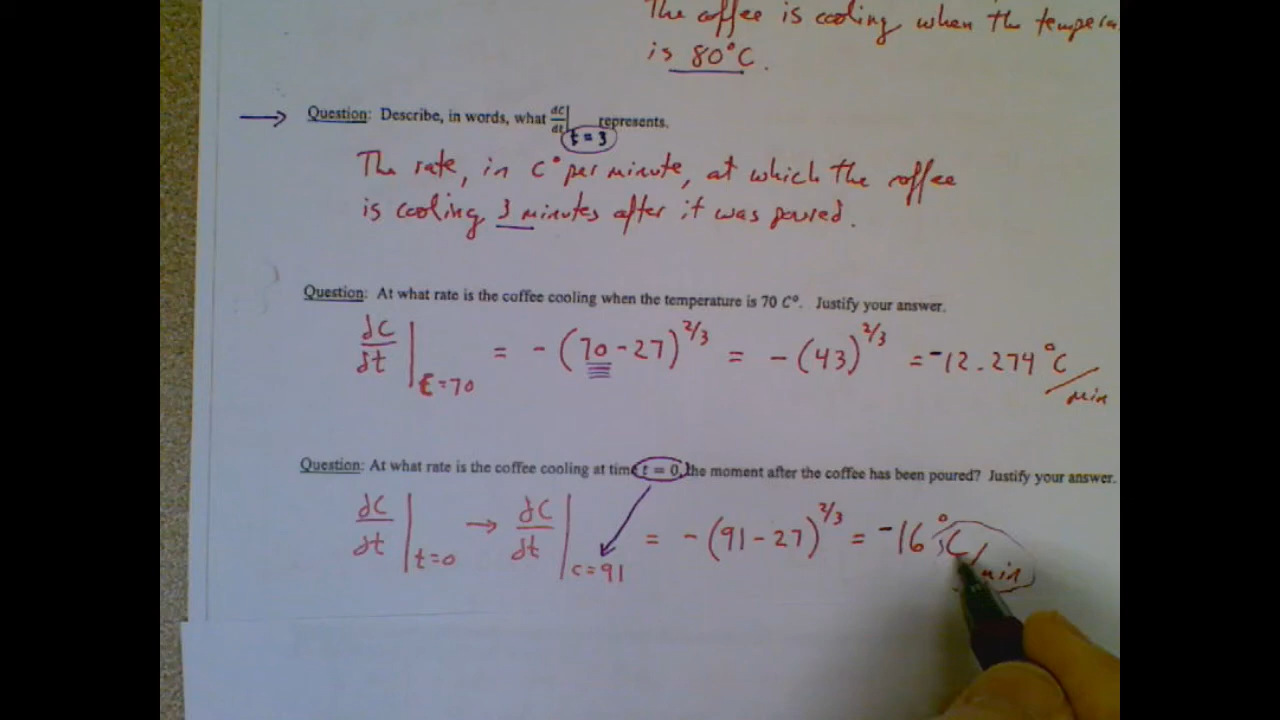 The coffee is cooling when the tempera
is 80°C.
Question: Describe, in words, what dC/dt | t = 3 represents.
The rate, in C° per minute, at which the coffee
is cooling 3 minutes after it was poured.
Question: At what rate is the coffee cooling when the temperature is 70 C°. Justify your answer.
dC/dt | t=70 = -(70-27)^2/3 = -(43)^2/3 = -12.274 °C/min
Question: At what rate is the coffee cooling at time t = 0, the moment after the coffee has been poured? Justify your answer.
dC/dt | t=0 → dC/dt | C=91 = -(91-27)^2/3 = -16 °C/min